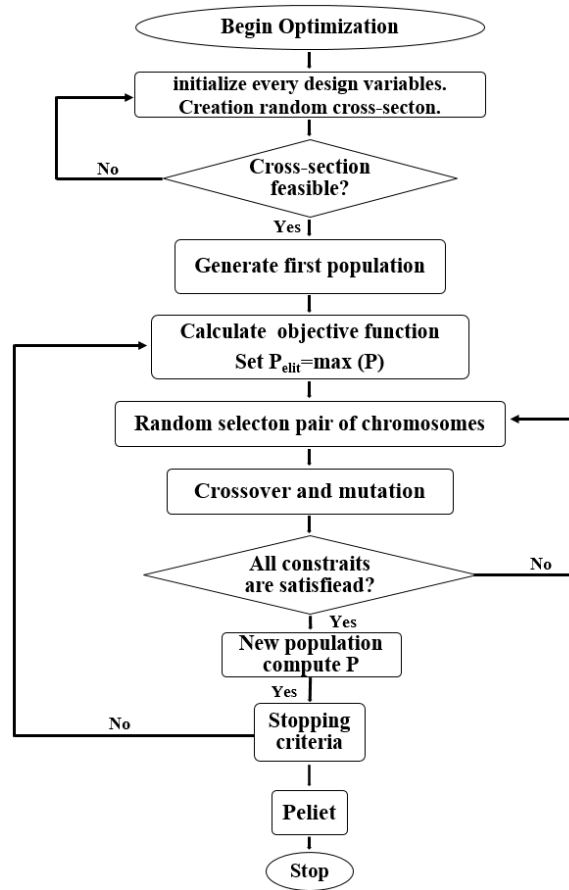 Begin Optimization
initialize every design variables.
Creation random cross-secton.
No
Cross-section
feasible?
Yes
Generate first population
Calculate objective function
Set Pelit=max (P)
Random selecton pair of chromosomes
Crossover and mutation
All constraits
are satisfiead?
No
Yes
New population
compute P
Yes
No
Stopping
criteria
Peliet
Stop